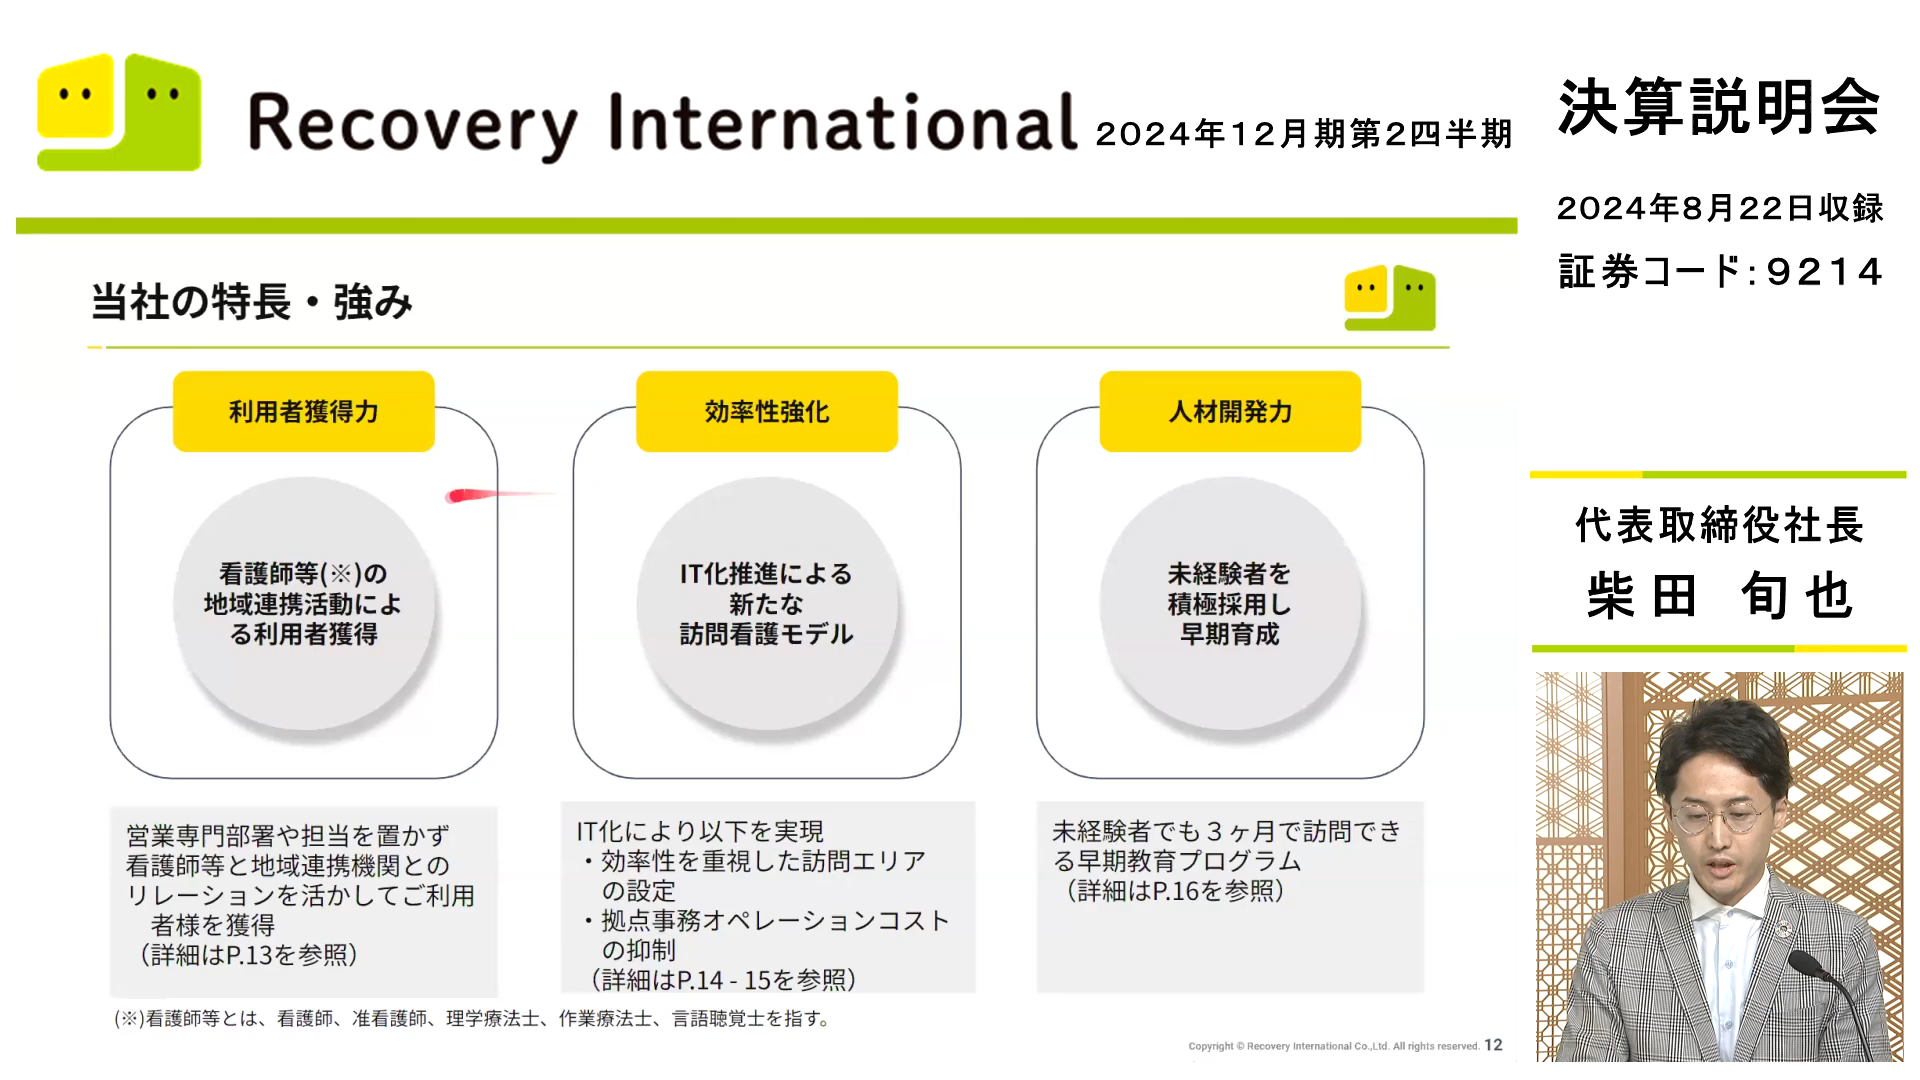 Recovery International 2024年12月期第2四半期
決算説明会
2024年8月22日収録
証券コード:9214
当社の特長・強み
利用者獲得力
看護師等(※)の
地域連携活動によ
る利用者獲得
営業専門部署や担当を置かず
看護師等と地域連携機関との
リレーションを活かしてご利用
者様を獲得
（詳細はP.13を参照）
効率性強化
IT化推進による
新たな
訪問看護モデル
IT化により以下を実現
・効率性を重視した訪問エリア
の設定
・拠点事務オペレーションコスト
の抑制
（詳細はP.14 - 15を参照）
人材開発力
未経験者を
積極採用し
早期育成
未経験者でも３ヶ月で訪問でき
る早期教育プログラム
（詳細はP.16を参照）
(※)看護師等とは、看護師、准看護師、理学療法士、作業療法士、言語聴覚士を指す。
Copyright © Recovery International Co.,Ltd. All rights reserved. 12
代表取締役社長
柴田 旬也